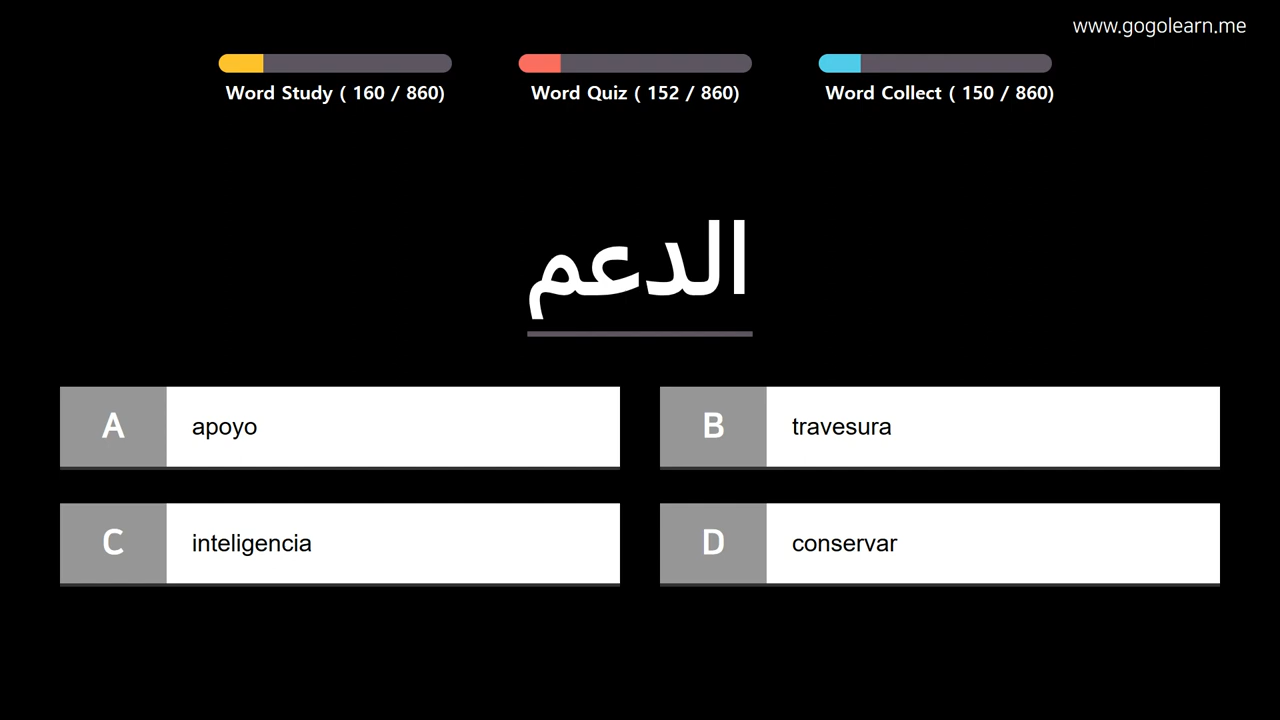 www.gogolearn.me
Word Study ( 160 / 860)
Word Quiz ( 152 / 860)
Word Collect ( 150 / 860)
الدعم
A apoyo
B travesura
C inteligencia
D conservar